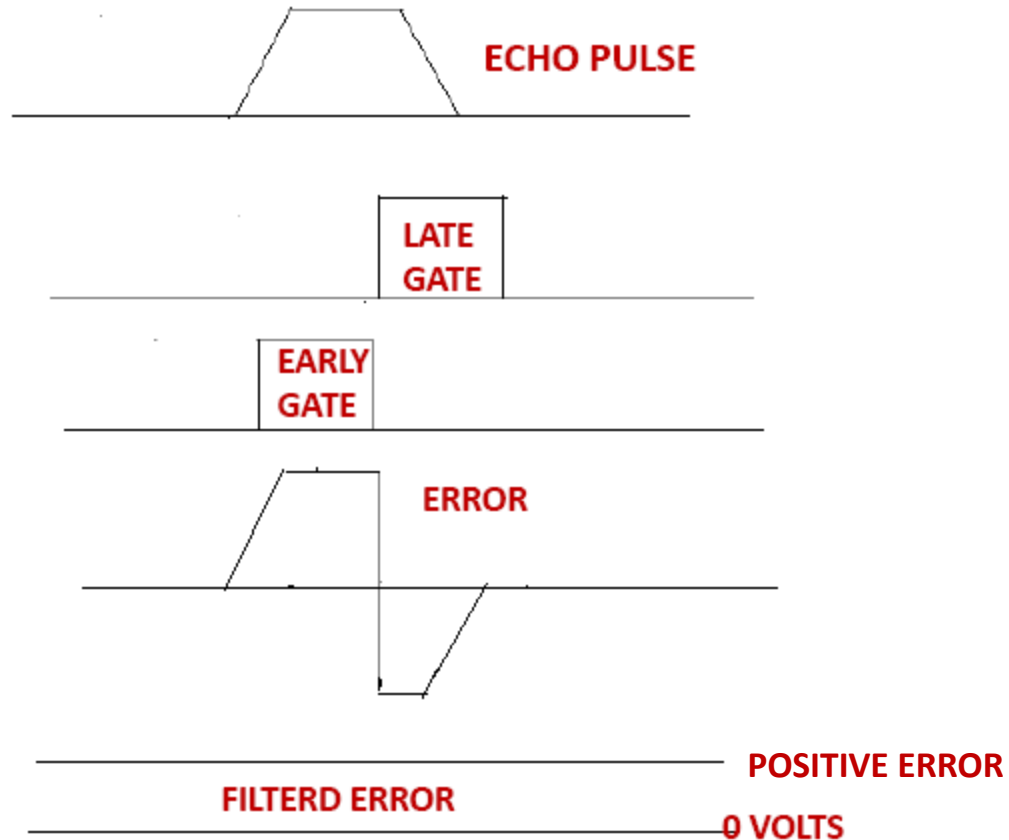 ECHO PULSE
LATE
GATE
EARLY
GATE
ERROR
POSITIVE ERROR
FILTERD ERROR
0 VOLTS